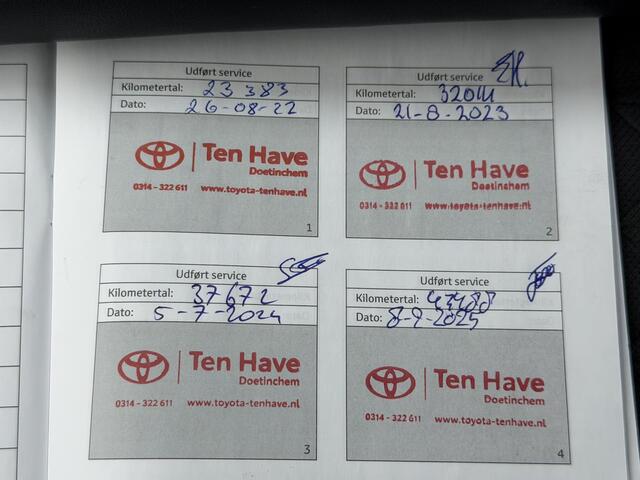 Udført service
Kilometertal: 23 383
Dato: 26-08-22
Ten Have
Doetinchem
0314 - 322 611 www.toyota-tenhave.nl
1
Udført service
Kilometertal:
Dato: 21-8-2023
Ten Have
Doetinchem
0314 - 322 611 www.toyota-tenhave.nl
2
Udført service
Kilometertal: 37672
Dato: 5-7-2024
Ten Have
Doetinchem
0314 - 322 611 www.toyota-tenhave.nl
3
Udført service
Kilometertal:
Dato: 8-9-2025
Ten Have
Doetinchem
0314 - 322 611 www.toyota-tenhave.nl
4